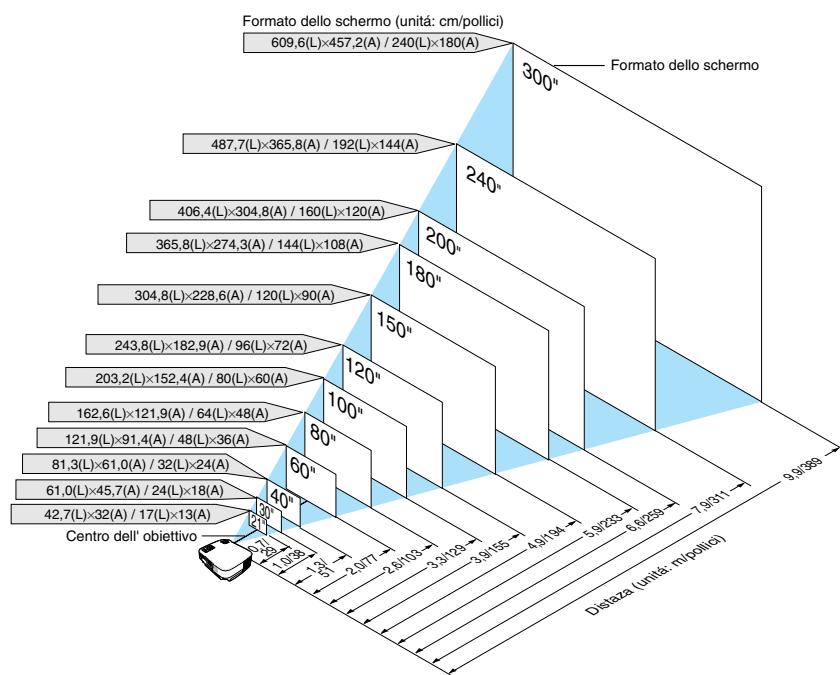 Formato dello schermo (unitá: cm/pollici)
609,6(L)×457,2(A) / 240(L)×180(A)
Formato dello schermo
300"
487,7(L)×365,8(A) / 192(L)×144(A)
240"
406,4(L)×304,8(A) / 160(L)×120(A)
200"
365,8(L)×274,3(A) / 144(L)×108(A)
180"
304,8(L)×228,6(A) / 120(L)×90(A)
150"
243,8(L)×182,9(A) / 96(L)×72(A)
120"
203,2(L)×152,4(A) / 80(L)×60(A)
100"
162,6(L)×121,9(A) / 64(L)×48(A)
80"
121,9(L)×91,4(A) / 48(L)×36(A)
60"
81,3(L)×61,0(A) / 32(L)×24(A)
40"
61,0(L)×45,7(A) / 24(L)×18(A)
30"
42,7(L)×32(A) / 17(L)×13(A)
21"
Centro dell' obiettivo
0,7/
29
1,0/38
1,3/
51
2,0/77
2,6/103
3,3/129
3,9/155
4,9/194
5,9/233
6,6/259
7,9/311
9,9/389
Distaza (unitá: m/pollici)